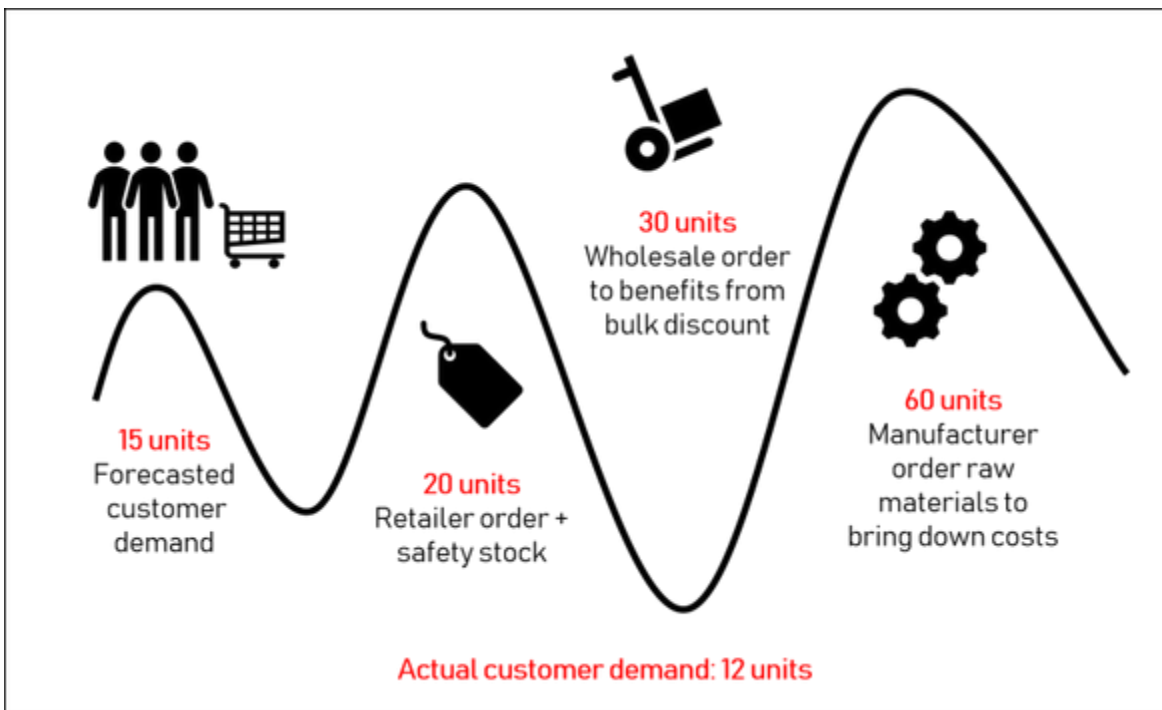 15 units
Forecasted
customer
demand
20 units
Retailer order +
safety stock
30 units
Wholesale order
to benefits from
bulk discount
60 units
Manufacturer
order raw
materials to
bring down costs
Actual customer demand: 12 units